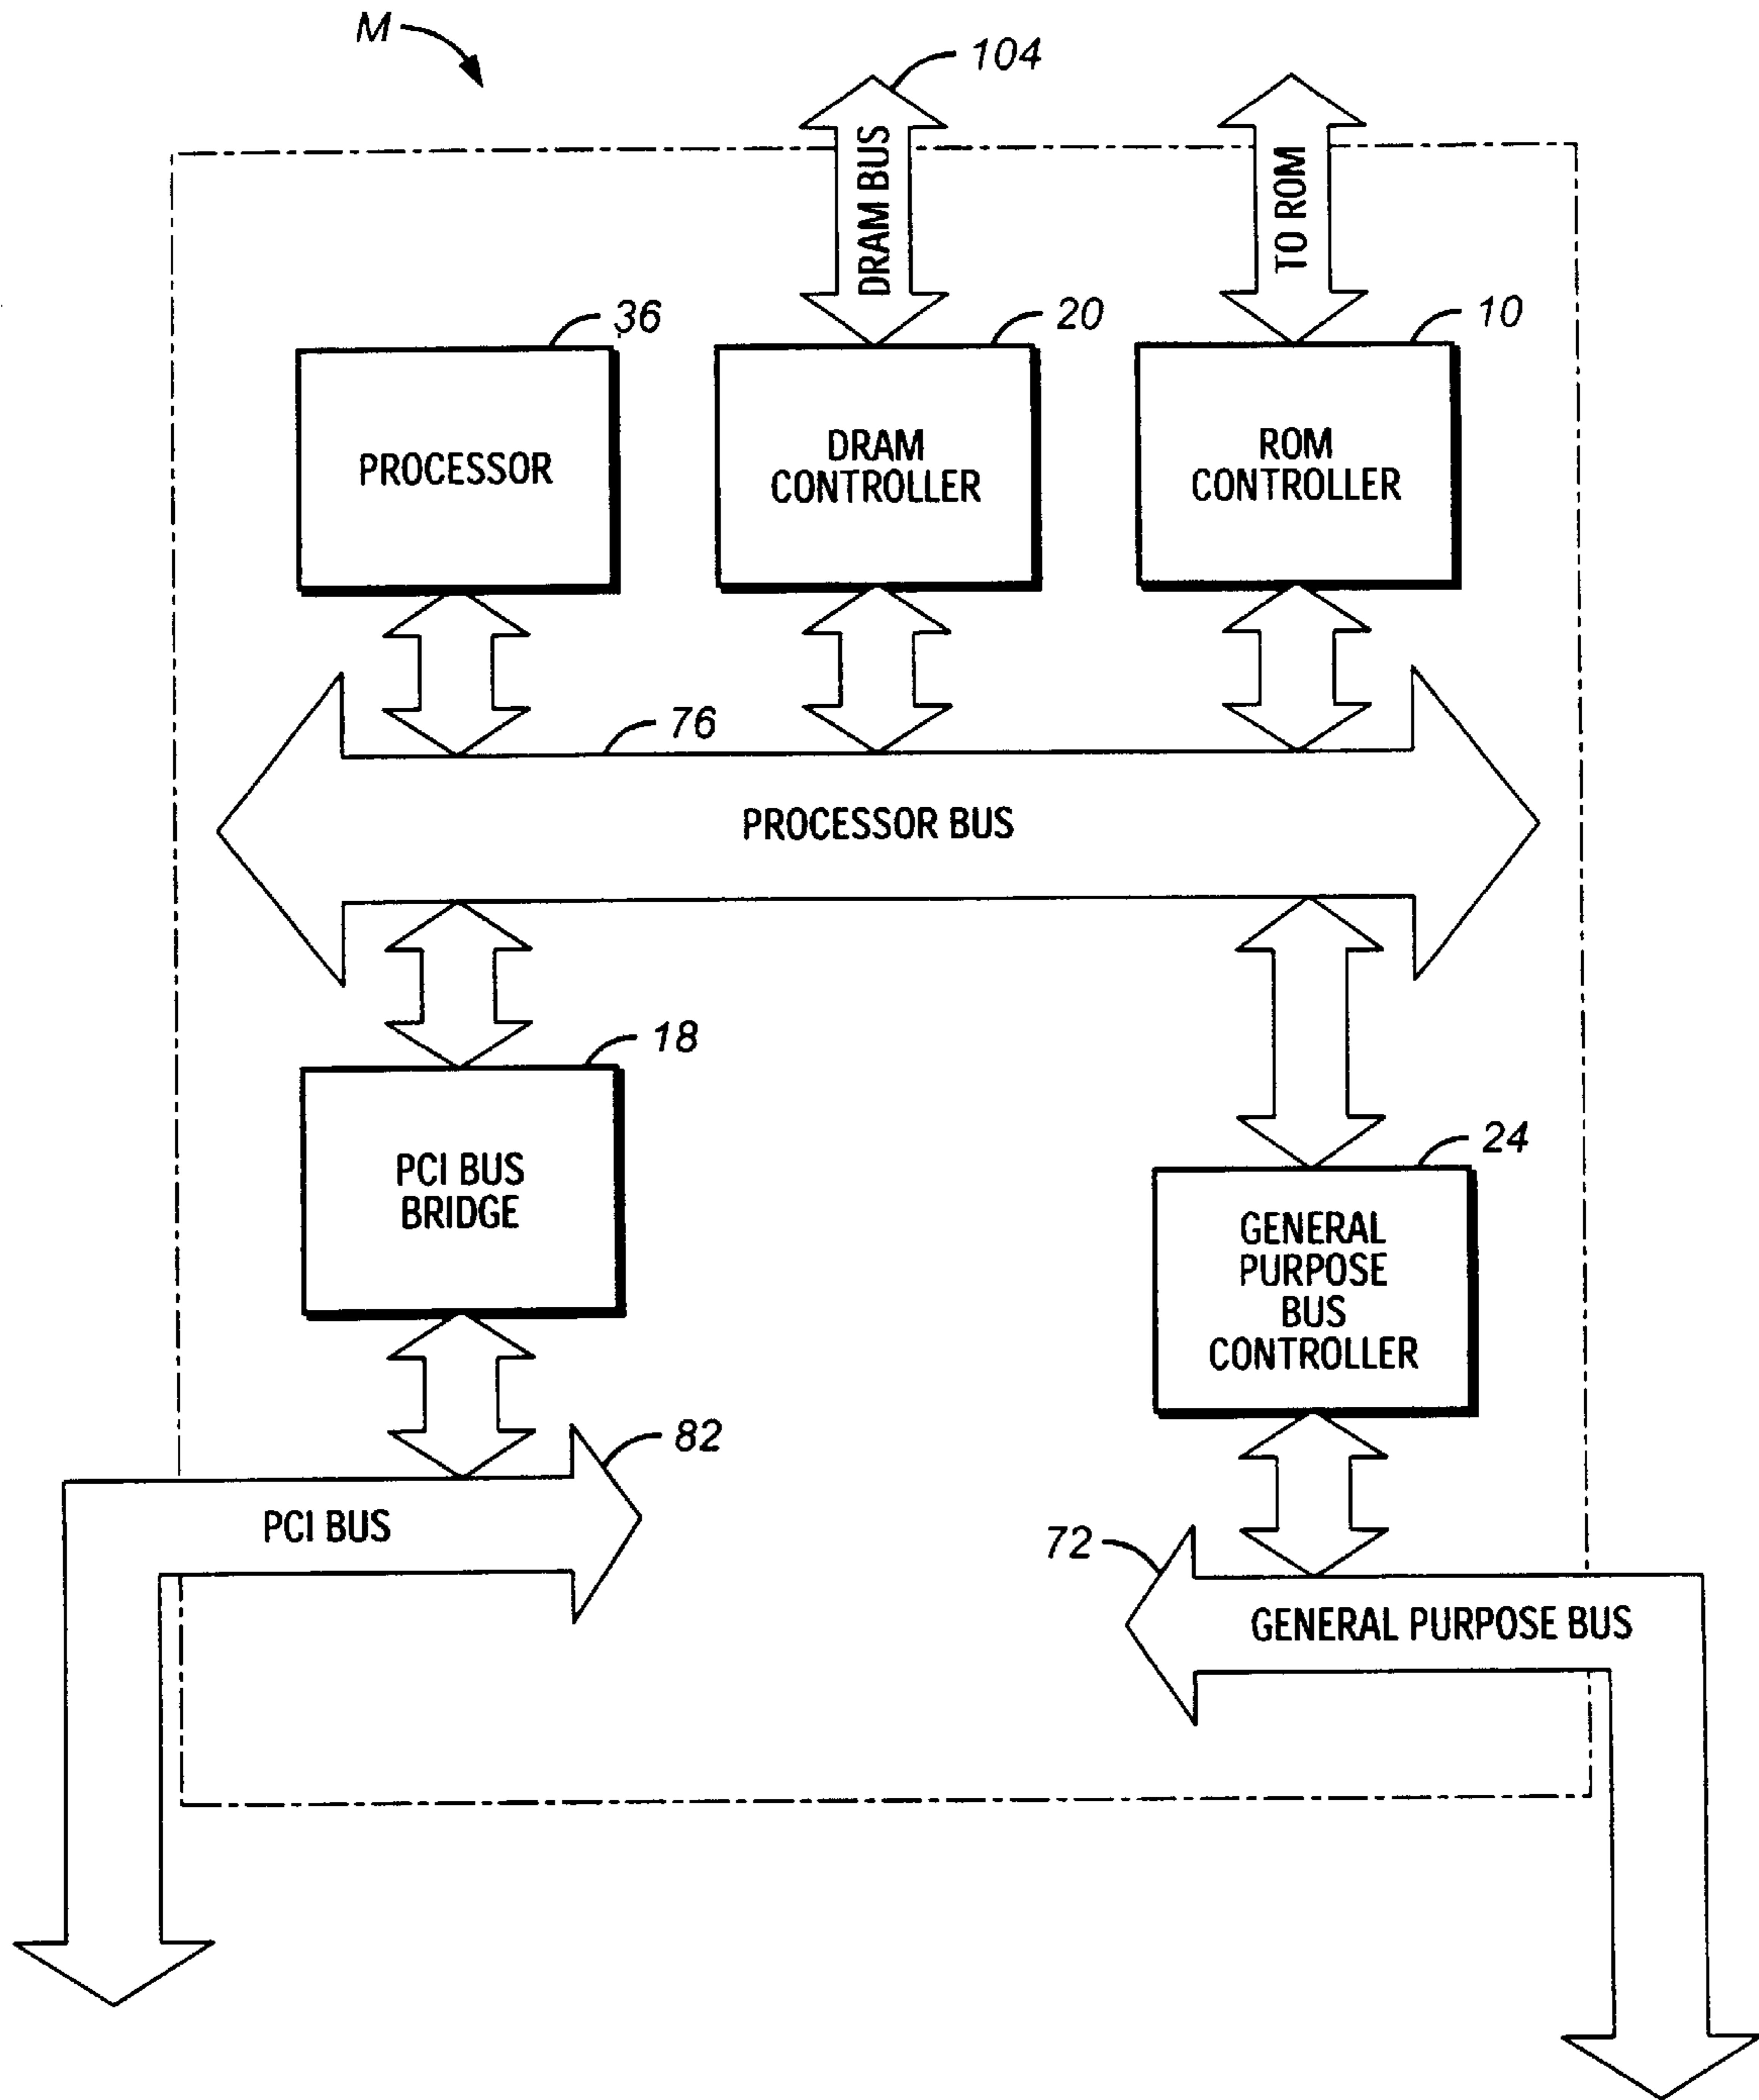 M
104
DRAM BUS
TO ROM
36
20
10
PROCESSOR
DRAM
CONTROLLER
ROM
CONTROLLER
76
PROCESSOR BUS
18
PCI BUS
BRIDGE
24
GENERAL
PURPOSE
BUS
CONTROLLER
82
PCI BUS
72
GENERAL PURPOSE BUS